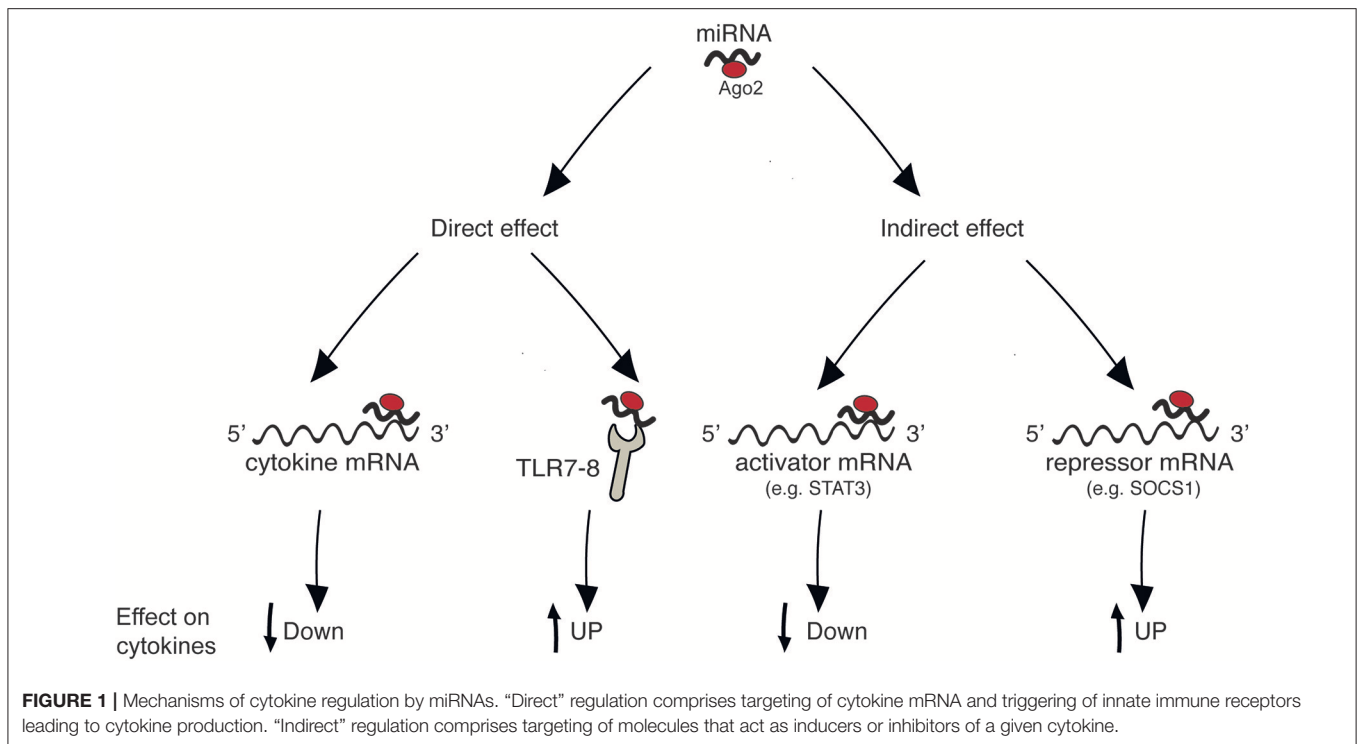 miRNA
Ago2
Direct effect
Indirect effect
5’ 3’
cytokine mRNA
TLR7-8
5’ 3’
activator mRNA
(e.g. STAT3)
5’ 3’
repressor mRNA
(e.g. SOCS1)
Effect on
cytokines
Down
UP
Down
UP
FIGURE 1 | Mechanisms of cytokine regulation by miRNAs. “Direct” regulation comprises targeting of cytokine mRNA and triggering of innate immune receptors
leading to cytokine production. “Indirect” regulation comprises targeting of molecules that act as inducers or inhibitors of a given cytokine.